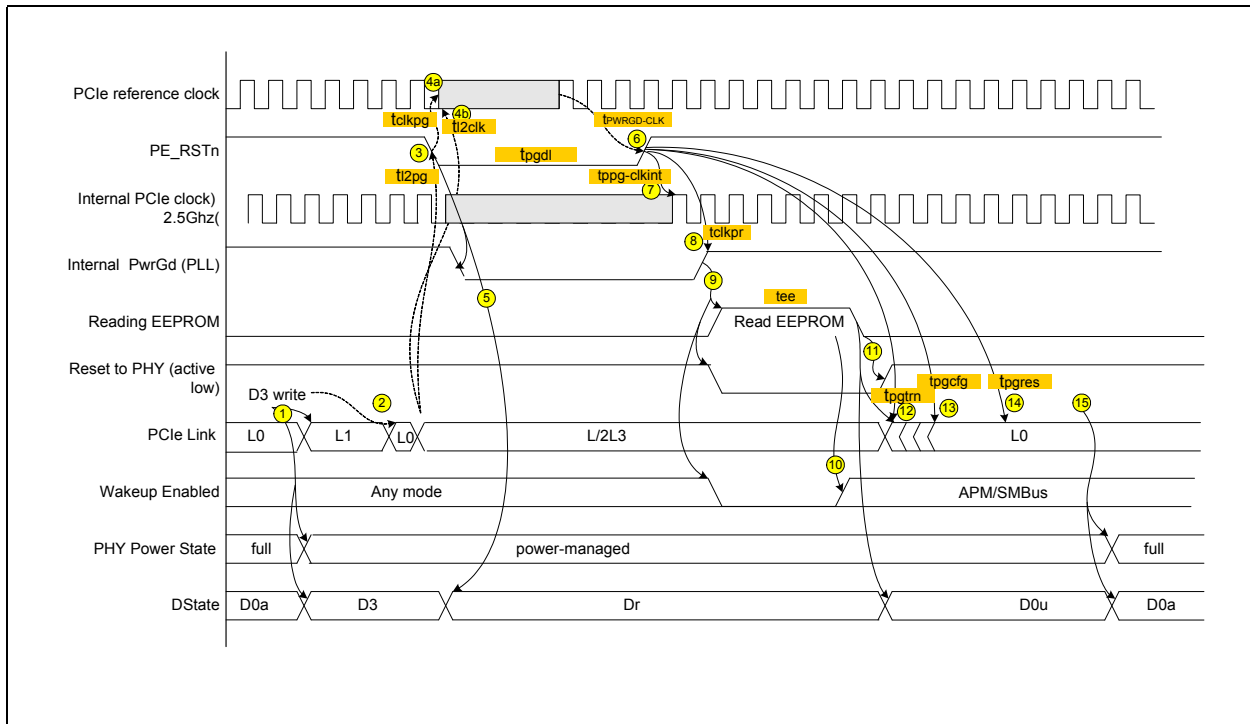 PCIe reference clock
4a
4b
tclkpg
tl2clk
tPWRGD-CLK
PE_RSTn
3
6
tpgdl
tl2pg
tppg-clkint
7
Internal PCIe clock)
2.5Ghz(
tclkpr
8
Internal PwrGd (PLL)
9
5
tee
Reading EEPROM
Read EEPROM
11
Reset to PHY (active
low)
tpgcfg
tpgres
tpgtrn
D3 write
1
2
12
13
14
15
PCIe Link
L0
L1
L0
L/2L3
L0
10
Wakeup Enabled
Any mode
APM/SMBus
PHY Power State
full
power-managed
full
DState
D0a
D3
Dr
D0u
D0a